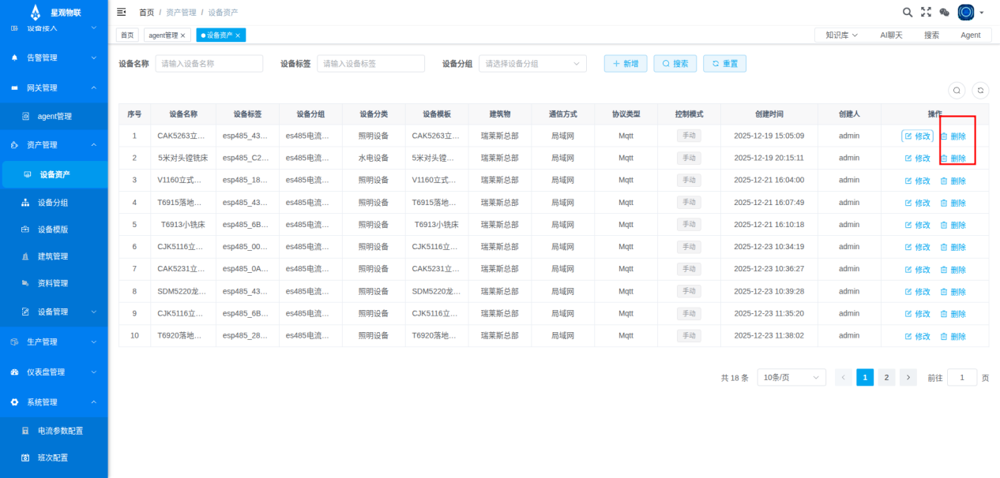 星观物联
首页 / 资产管理 / 设备资产
设备接入
首页 agent管理 × 设备资产 × 知识库 AI聊天 搜索 Agent
告警管理
设备名称 请输入设备名称 设备标签 请输入设备标签 设备分组 请选择设备分组 新增 搜索 重置
网关管理
agent管理
资产管理
设备资产
设备分组
设备模版
建筑管理
资料管理
设备管理
生产管理
仪表盘管理
系统管理
电流参数配置
班次配置
序号 设备名称 设备标签 设备分组 设备分类 设备模板 建筑物 通信方式 协议类型 控制模式 创建时间 创建人 操作
1 CAK5263立... esp485_43... es485电流... 照明设备 CAK5263立... 瑞莱斯总部 局域网 Mqtt 手动 2025-12-19 15:05:09 admin 修改 删除
2 5米对头镗铣床 esp485_C2... es485电流... 水电设备 5米对头镗... 瑞莱斯总部 局域网 Mqtt 手动 2025-12-19 20:15:11 admin 修改 删除
3 V1160立式... esp485_18... es485电流... 照明设备 V1160立式... 瑞莱斯总部 局域网 Mqtt 手动 2025-12-21 16:04:00 admin 修改 删除
4 T6915落地... esp485_43... es485电流... 照明设备 T6915落地... 瑞莱斯总部 局域网 Mqtt 手动 2025-12-21 16:07:49 admin 修改 删除
5 T6913小铣床 esp485_6B... es485电流... 照明设备 T6913小铣床 瑞莱斯总部 局域网 Mqtt 手动 2025-12-21 16:10:18 admin 修改 删除
6 CJK5116立... esp485_00... es485电流... 照明设备 CJK5116立... 瑞莱斯总部 局域网 Mqtt 手动 2025-12-23 10:34:19 admin 修改 删除
7 CAK5231立... esp485_0A... es485电流... 照明设备 CAK5231立... 瑞莱斯总部 局域网 Mqtt 手动 2025-12-23 10:36:27 admin 修改 删除
8 SDM5220龙... esp485_43... es485电流... 照明设备 SDM5220龙... 瑞莱斯总部 局域网 Mqtt 手动 2025-12-23 10:39:28 admin 修改 删除
9 CJK5116立... esp485_6B... es485电流... 照明设备 CJK5116立... 瑞莱斯总部 局域网 Mqtt 手动 2025-12-23 11:35:20 admin 修改 删除
10 T6920落地... esp485_28... es485电流... 照明设备 T6920落地... 瑞莱斯总部 局域网 Mqtt 手动 2025-12-23 11:38:02 admin 修改 删除
共 18 条 10条/页 1 2 前往 1 页